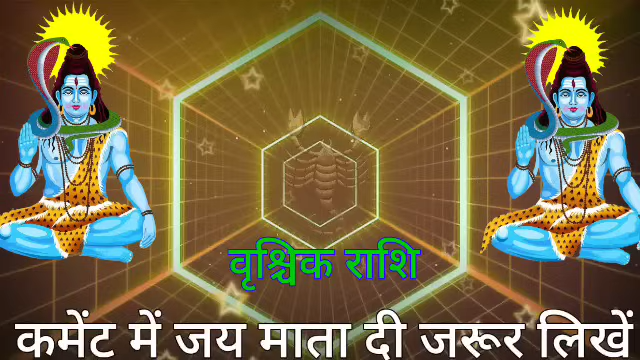 वृश्चिक राशि
कमेंट में जय माता दी जरूर लिखें